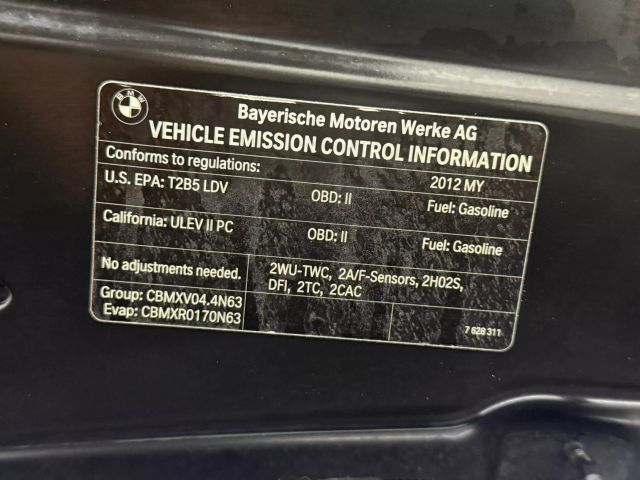 BMW
Bayerische Motoren Werke AG
VEHICLE EMISSION CONTROL INFORMATION
Conforms to regulations: 2012 MY
U.S. EPA: T2B5 LDV OBD: II Fuel: Gasoline
California: ULEV II PC OBD: II Fuel: Gasoline
No adjustments needed. 2WU-TWC, 2A/F-Sensors, 2HO2S,
DFI, 2TC, 2CAC
Group: CBMXV04.4N63
Evap: CBMXR0170N63
7 628 311